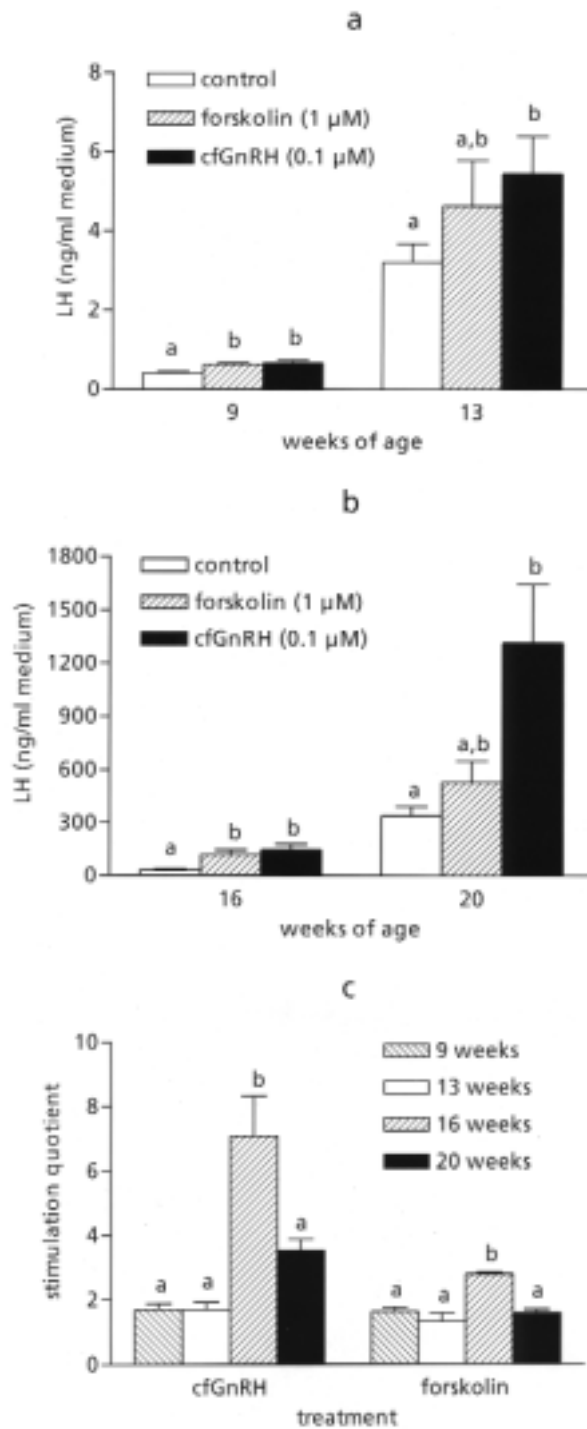 a
8
6
4
2
0
LH (ng/ml medium)
control
forskolin (1 µM)
cfGnRH (0.1 µM)
a b b a a,b b
9 13
weeks of age
b
1800
1500
1200
900
600
300
0
LH (ng/ml medium)
control
forskolin (1 µM)
cfGnRH (0.1 µM)
a b b a a,b b
16 20
weeks of age
c
10
8
6
4
2
0
stimulation quotient
9 weeks
13 weeks
16 weeks
20 weeks
a a b a a a b a
cfGnRH forskolin
treatment